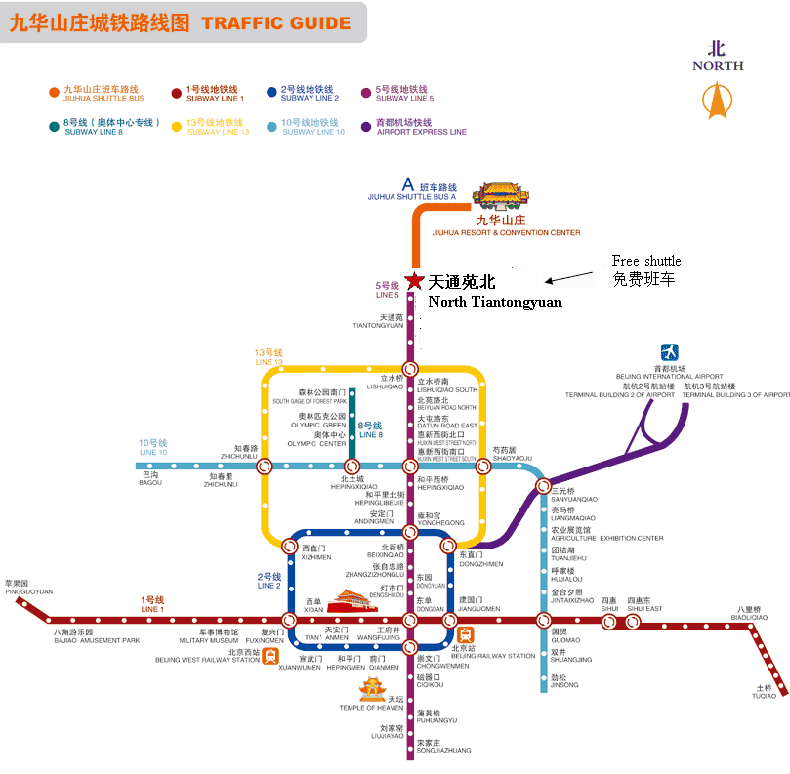 九华山庄城铁路线图 TRAFFIC GUIDE
北
NORTH
九华山庄班车路线
JIUHUA SHUTTLE BUS
1号线地铁线
SUBWAY LINE 1
2号线地铁线
SUBWAY LINE 2
5号线地铁线
SUBWAY LINE 5
8号线（奥体中心专线）
SUBWAY LINE 8
13号线地铁线
SUBWAY LINE 13
10号线地铁线
SUBWAY LINE 10
首都机场快线
AIRPORT EXPRESS LINE
A 班车路线
JIUHUA SHUTTLE BUS A
九华山庄
JIUHUA RESORT & CONVENTION CENTER
Free shuttle
免费班车
5号线
LINE 5
天通苑北
North Tiantongyuan
天通苑
TIANTONGYUAN
13号线
LINE 13
立水桥
LISHUIQIAO
立水桥南
LISHUIQIAO SOUTH
首都机场
BEIJING INTERNATIONAL AIRPORT
航机2号航站楼
TERMINAL BUILDING 2 OF AIRPORT
航机3号航站楼
TERMINAL BULDING 3 OF AIRPORT
森林公园南门
SOUTH GAGE OF FOREST PARK
北苑路北
BEIYUAN ROAD NORTH
奥林匹克公园
OLYMPIC GREEN
8号线
LINE 8
大屯路东
DATUN ROAD EAST
奥体中心
OLYMPIC CENTER
惠新西街北口
HUIXIN WEST STREET NORTH
10号线
LINE 10
知春路
ZHICHUNLU
惠新西街南口
HUIXIN WEST STREET SOUTH
芍药居
SHAOYAOJU
巴沟
BAGOU
知春里
ZHICHUNLI
北土城
HEPINGXIQIAO
和平西桥
HEPINGXIQIAO
三元桥
SANYUANQIAO
和平里北街
HEPINGLIBEIJIE
亮马桥
LIANGMAQIAO
安定门
ANDINGMEN
雍和宫
YONGHEGONG
农业展览馆
AGRICULTURE EXHIBITION CENTER
西直门
XIZHIMEN
北新桥
BEIXINQIAO
东直门
DONGZHIMEN
团结湖
TUANJIEHU
张自忠路
ZHANGZIZHONGLU
呼家楼
HUJIALOU
2号线
LINE 2
东四
DONGYUAN
灯市口
DENGSHIKOU
金台夕照
JINTAIXIZHAO
苹果园
PINGGUOYUAN
1号线
LINE 1
西单
XIDAN
东单
DONGDAN
建国门
JIANGUOMEN
四惠
SIHUI
四惠东
SIHUI EAST
八里桥
BAOLIQIAO
八角游乐园
BAJIAO AMUSEMENT PARK
军事博物馆
MILITARY MUSEUM
复兴门
FUXINGMEN
天安门
TIAN' ANMEN
王府井
WANGFUJING
国贸
GUOMAO
北京西站
BEIJING WEST RAILWAY STATION
宣武门
XUANWUMEN
和平门
HEPINGMEN
前门
QIANMEN
崇文门
CHONGWENMEN
北京站
BEIJING RAILWAY STATION
双井
SHUANGJING
磁器口
CIQIKOU
劲松
JINSONG
土桥
TUQIAO
天坛
TEMPLE OF HEAVEN
蒲黄榆
PUHUANGYU
刘家窑
LIUJIAYAO
宋家庄
SONGJIAZHUANG